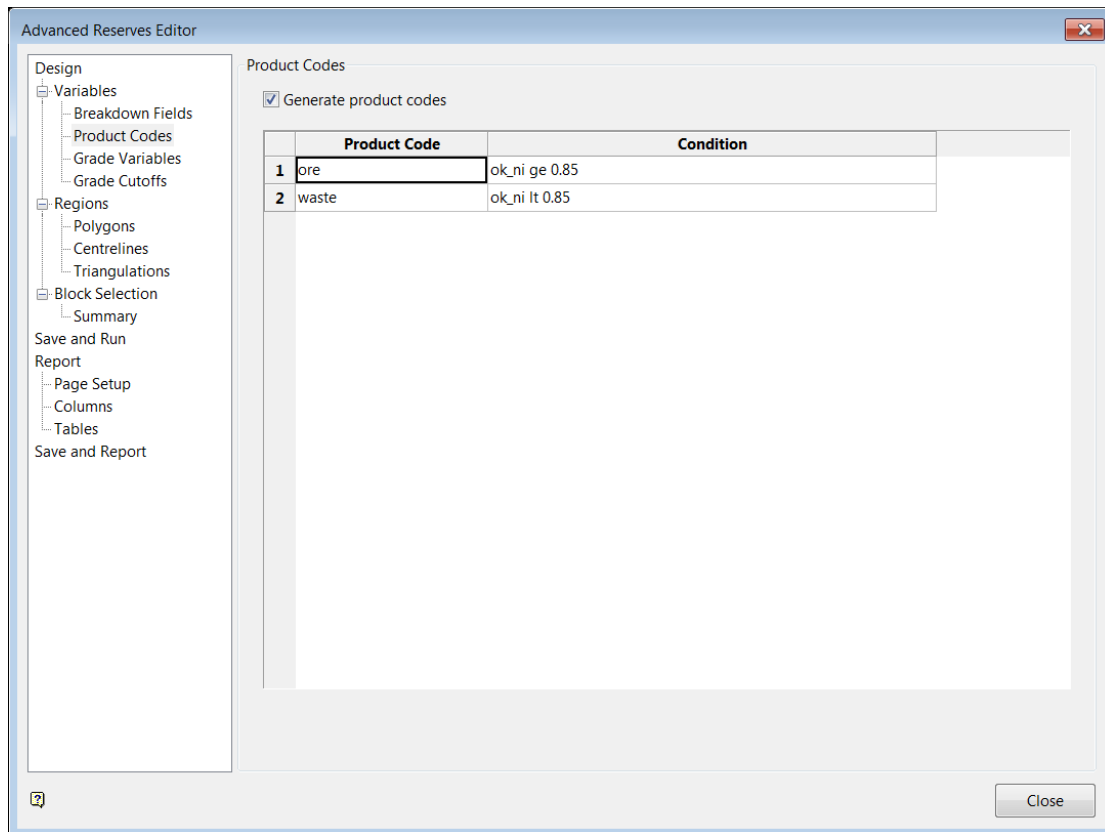 Advanced Reserves Editor
Design
Variables
Breakdown Fields
Product Codes
Grade Variables
Grade Cutoffs
Regions
Polygons
Centrelines
Triangulations
Block Selection
Summary
Save and Run
Report
Page Setup
Columns
Tables
Save and Report
Product Codes
Generate product codes
Product Code Condition
1 ore ok_ni ge 0.85
2 waste ok_ni lt 0.85
Close